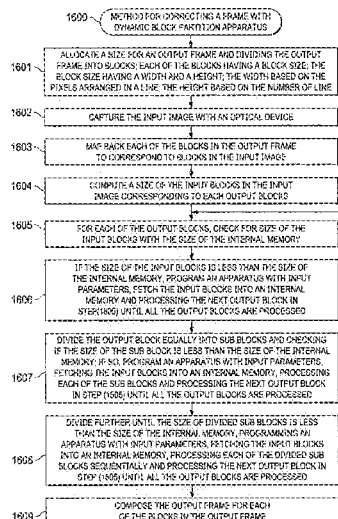 1600
METHOD FOR CORRECTING A FRAME WITH
DYNAMIC BLOCK PARTITION APPARATUS
1601
ALLOCATE A SIZE FOR AN OUTPUT FRAME AND DIVIDING THE OUTPUT
FRAME INTO BLOCKS; EACH OF THE BLOCKS HAVING A BLOCK SIZE; THE
BLOCK SIZE HAVING A WIDTH AND A HEIGHT; THE WIDTH BASED ON THE
PIXELS ARRANGED IN A LINE; THE HEIGHT BASED ON THE NUMBER OF LINE
1602
CAPTURE THE INPUT IMAGE WITH AN OPTICAL DEVICE
1603
MAP BACK EACH OF THE BLOCKS IN THE OUTPUT FRAME
TO CORRESPOND TO BLOCKS IN THE INPUT IMAGE
1604
COMPUTE A SIZE OF THE INPUT BLOCKS IN THE INPUT
IMAGE CORRESPONDING TO EACH OUTPUT BLOCKS
1605
FOR EACH OF THE OUTPUT BLOCKS, CHECK FOR SIZE OF THE
INPUT BLOCKS WITH THE SIZE OF THE INTERNAL MEMORY
1606
IF THE SIZE OF THE INPUT BLOCKS IS LESS THAN THE SIZE OF
THE INTERNAL MEMORY, PROGRAM AN APPARATUS WITH INPUT
PARAMETERS, FETCH THE INPUT BLOCKS INTO AN INTERNAL
MEMORY AND PROCESSING THE NEXT OUTPUT BLOCK IN
STEP(1605) UNTIL ALL THE OUTPUT BLOCKS ARE PROCESSED
1607
DIVIDE THE OUTPUT BLOCK EQUALLY INTO SUB BLOCKS AND CHECKING
IF THE SIZE OF THE SUB BLOCK IS LESS THAN THE SIZE OF THE INTERNAL
MEMORY; IF SO, PROGRAM AN APPARATUS WITH INPUT PARAMETERS,
FETCHING THE INPUT BLOCKS INTO AN INTERNAL MEMORY, PROCESSING
EACH OF THE SUB BLOCKS AND PROCESSING THE NEXT OUTPUT BLOCK
IN STEP (1605) UNTIL ALL THE OUTPUT BLOCKS ARE PROCESSED
1608
DIVIDE FURTHER UNTIL THE SIZE OF DIVIDED SUB BLOCKS IS LESS
THAN THE SIZE OF THE INTERNAL MEMORY, PROGRAMMING AN
APPARATUS WITH INPUT PARAMETERS, FETCHING THE INPUT BLOCKS
INTO AN INTERNAL MEMORY, PROCESSING EACH OF THE DIVIDED SUB
BLOCKS SEQUENTIALLY AND PROCESSING THE NEXT OUTPUT BLOCK IN
STEP (1605) UNTIL ALL THE OUTPUT BLOCKS ARE PROCESSED
1609
COMPOSE THE OUTPUT FRAME FOR EACH
OF THE BLOCKS IN THE OUTPUT FRAME